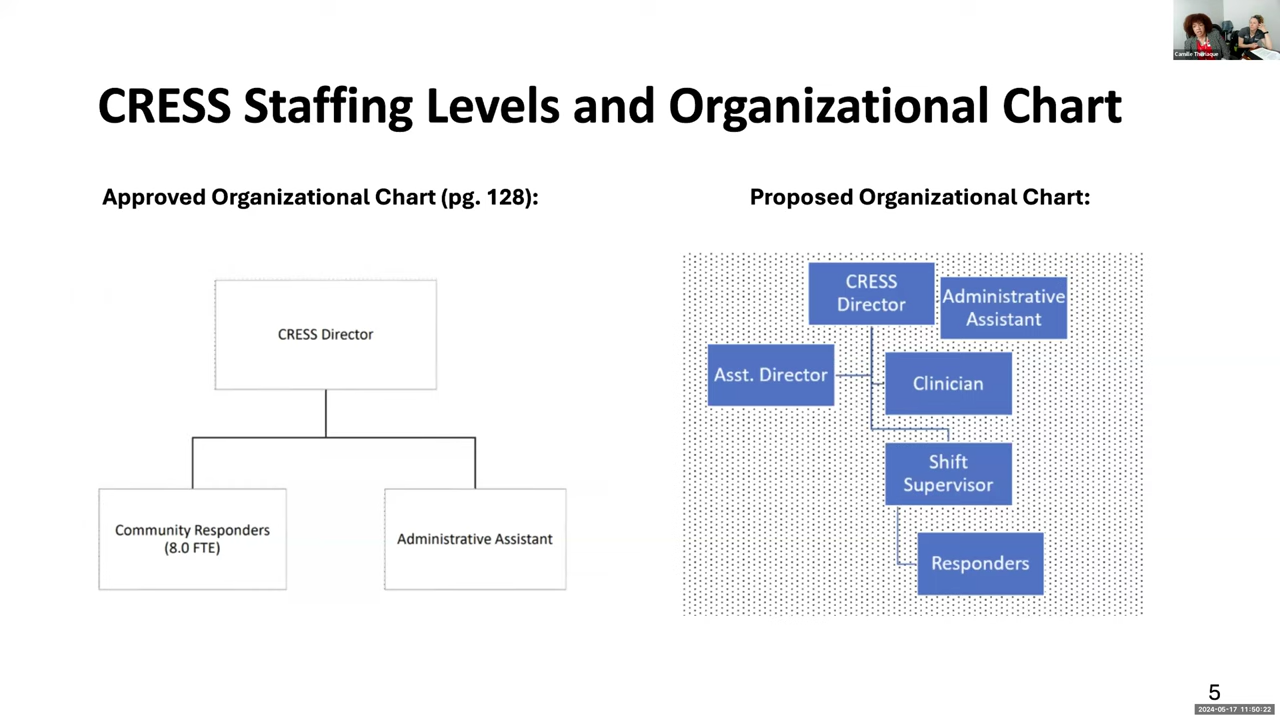 CRESS Staffing Levels and Organizational Chart
Approved Organizational Chart (pg. 128):
CRESS Director
Community Responders
(8.0 FTE)
Administrative Assistant
Proposed Organizational Chart:
CRESS
Director
Administrative
Assistant
Asst. Director
Clinician
Shift
Supervisor
Responders
5
2024-05-17 11:50:22
Camille